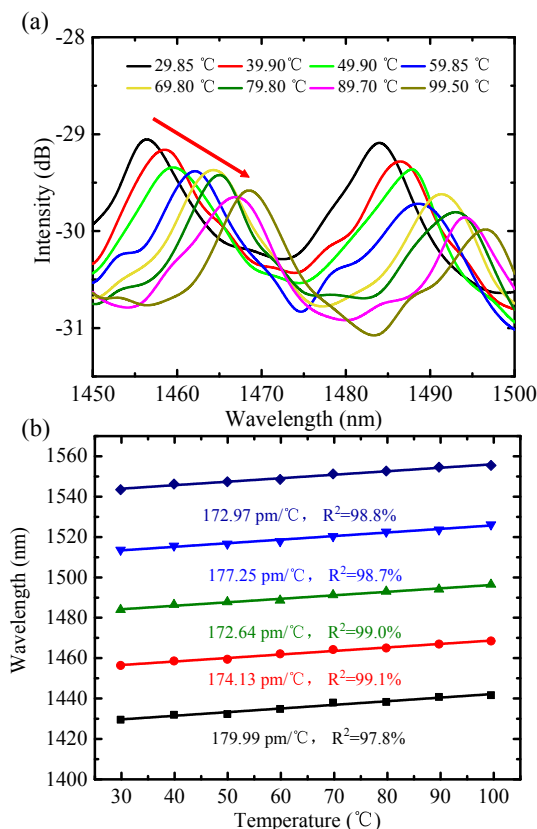 (a)
-28
29.85 ℃ 39.90℃ 49.90 ℃ 59.85 ℃
69.80 ℃ 79.80 ℃ 89.70 ℃ 99.50 ℃
-29
-30
-31
Intensity (dB)
1450 1460 1470 1480 1490 1500
Wavelength (nm)
(b)
1560
1540
172.97 pm/℃， R²=98.8%
1520
177.25 pm/℃， R²=98.7%
1500
1480
172.64 pm/℃， R²=99.0%
1460
174.13 pm/℃， R²=99.1%
1440
1420
179.99 pm/℃， R²=97.8%
1400
Wavelength (nm)
30 40 50 60 70 80 90 100
Temperature (℃)